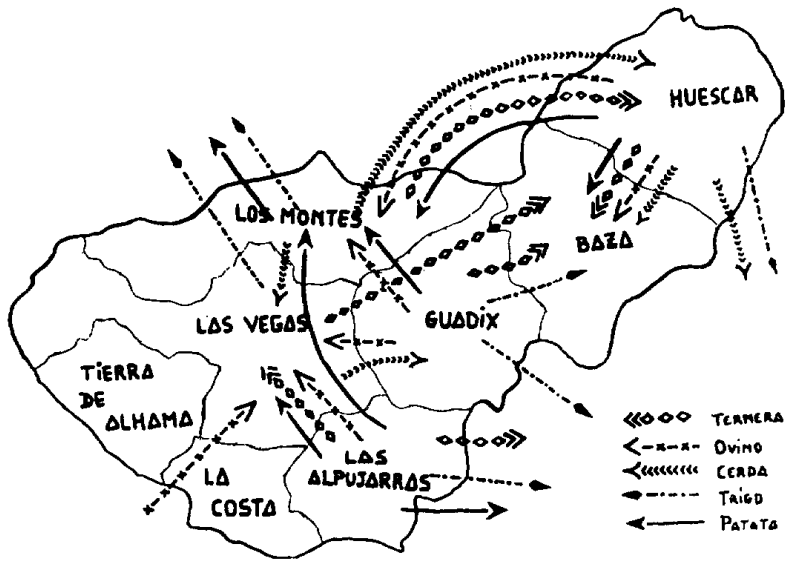 HUESCAR
LOS MONTES
BAZA
LAS VEGAS
GUADIX
TIERRA
DE
ALHAMA
LA
COSTA
LAS
ALPUJARRAS
TERNERA
OVINO
CERDA
TRIGO
PATATA